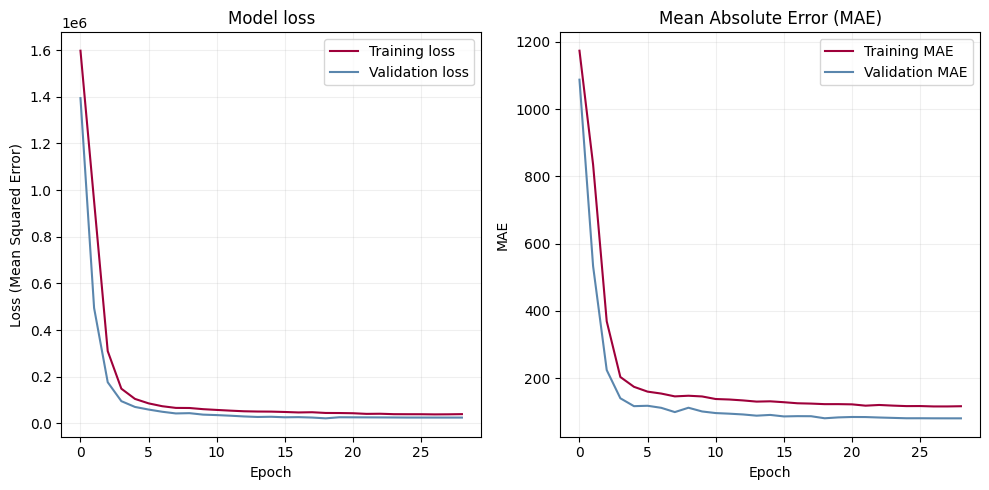 Model loss
1e6
Training loss
Validation loss
1.6
1.4
1.2
1.0
0.8
0.6
0.4
0.2
0.0
Loss (Mean Squared Error)
0 5 10 15 20 25
Epoch
Mean Absolute Error (MAE)
Training MAE
Validation MAE
1200
1000
800
600
400
200
MAE
0 5 10 15 20 25
Epoch